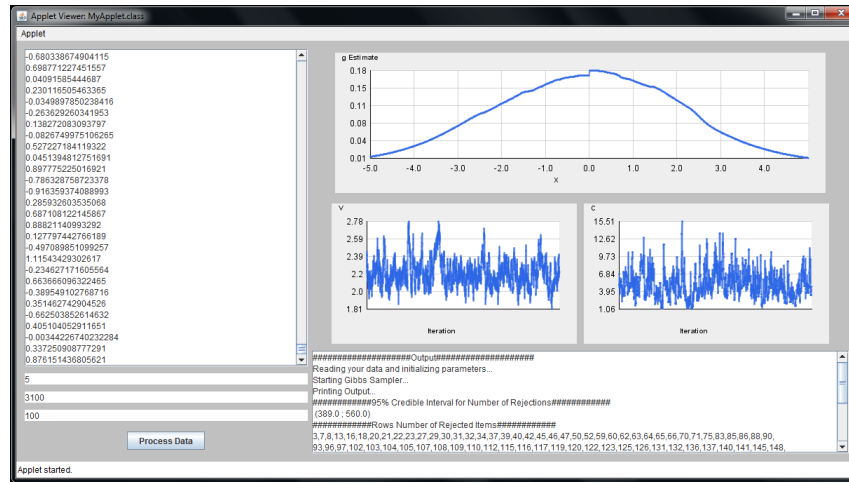 Applet Viewer: MyApplet.class
Applet
-0.680338674904115
0.698771227451557
0.04091585444687
0.230116505463365
-0.0349897850238416
-0.263629260341953
0.138272083093797
-0.0826749975106265
0.527227184119322
0.0451394812751691
0.897775225016921
-0.786328758723378
-0.916359374088993
0.285932603535068
0.687108122145867
0.88821140993292
0.127797442766189
-0.497089851099257
1.11543429302617
-0.234627171605564
0.663666096322465
-0.389549102768716
0.351462742904526
-0.662503852614632
0.405104052911651
-0.00344226740232284
0.337250908777291
0.876151436805621
5
3100
100
Process Data
g Estimate
0.18
0.15
0.11
0.08
0.04
0.01
-5.0 -4.0 -3.0 -2.0 -1.0 0.0 1.0 2.0 3.0 4.0
x
V
2.78
2.59
2.39
2.2
2.0
1.81
Iteration
C
15.51
12.62
9.73
6.84
3.95
1.06
Iteration
####################Output####################
Reading your data and initializing parameters...
Starting Gibbs Sampler...
Printing Output...
############95% Credible Interval for Number of Rejections############
(389.0 ; 560.0)
############Rows Number of Rejected Items############
3,7,8,13,16,18,20,21,22,23,27,29,30,31,32,34,37,39,40,42,45,46,47,50,52,59,60,62,63,64,65,66,70,71,75,83,85,86,88,90,
93,96,97,102,103,104,105,107,108,109,110,112,115,116,117,119,120,122,123,125,126,131,132,136,137,140,141,145,148,
Applet started.